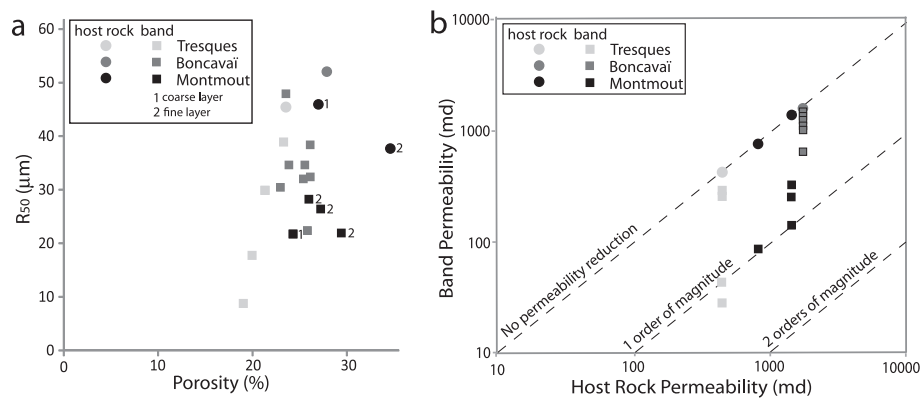 a
60
50
40
30
20
10
0
R50 (µm)
host rock band
Tresques
Boncavaï
Montmout
1 coarse layer
2 fine layer
1
2
2
2
1
2
0 10 20 30
Porosity (%)
b
10000
1000
100
10
Band Permeability (md)
host rock band
Tresques
Boncavaï
Montmout
No permeability reduction
1 order of magnitude
2 orders of magnitude
10 100 1000 10000
Host Rock Permeability (md)